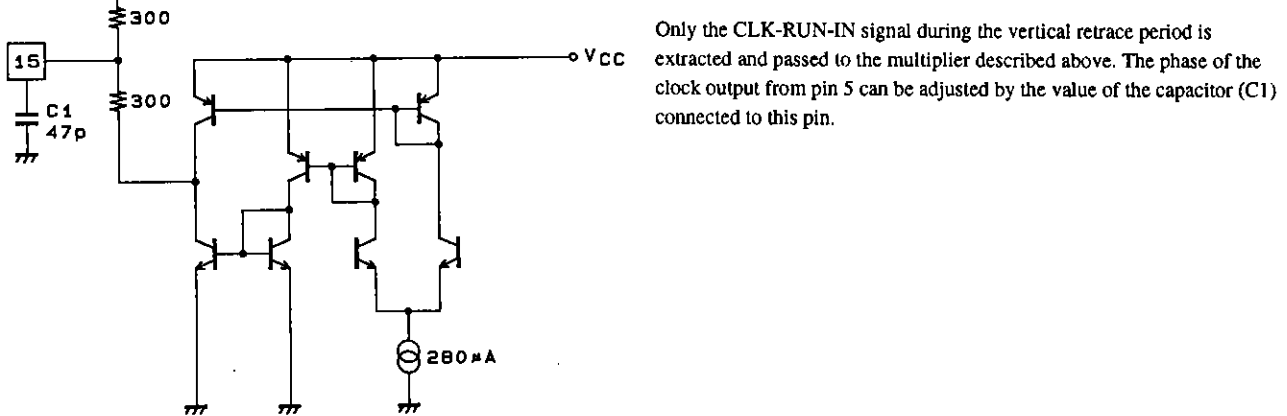 300
15
300
C1
47p
VCC
280μA
Only the CLK-RUN-IN signal during the vertical retrace period is
extracted and passed to the multiplier described above. The phase of the
clock output from pin 5 can be adjusted by the value of the capacitor (C1)
connected to this pin.